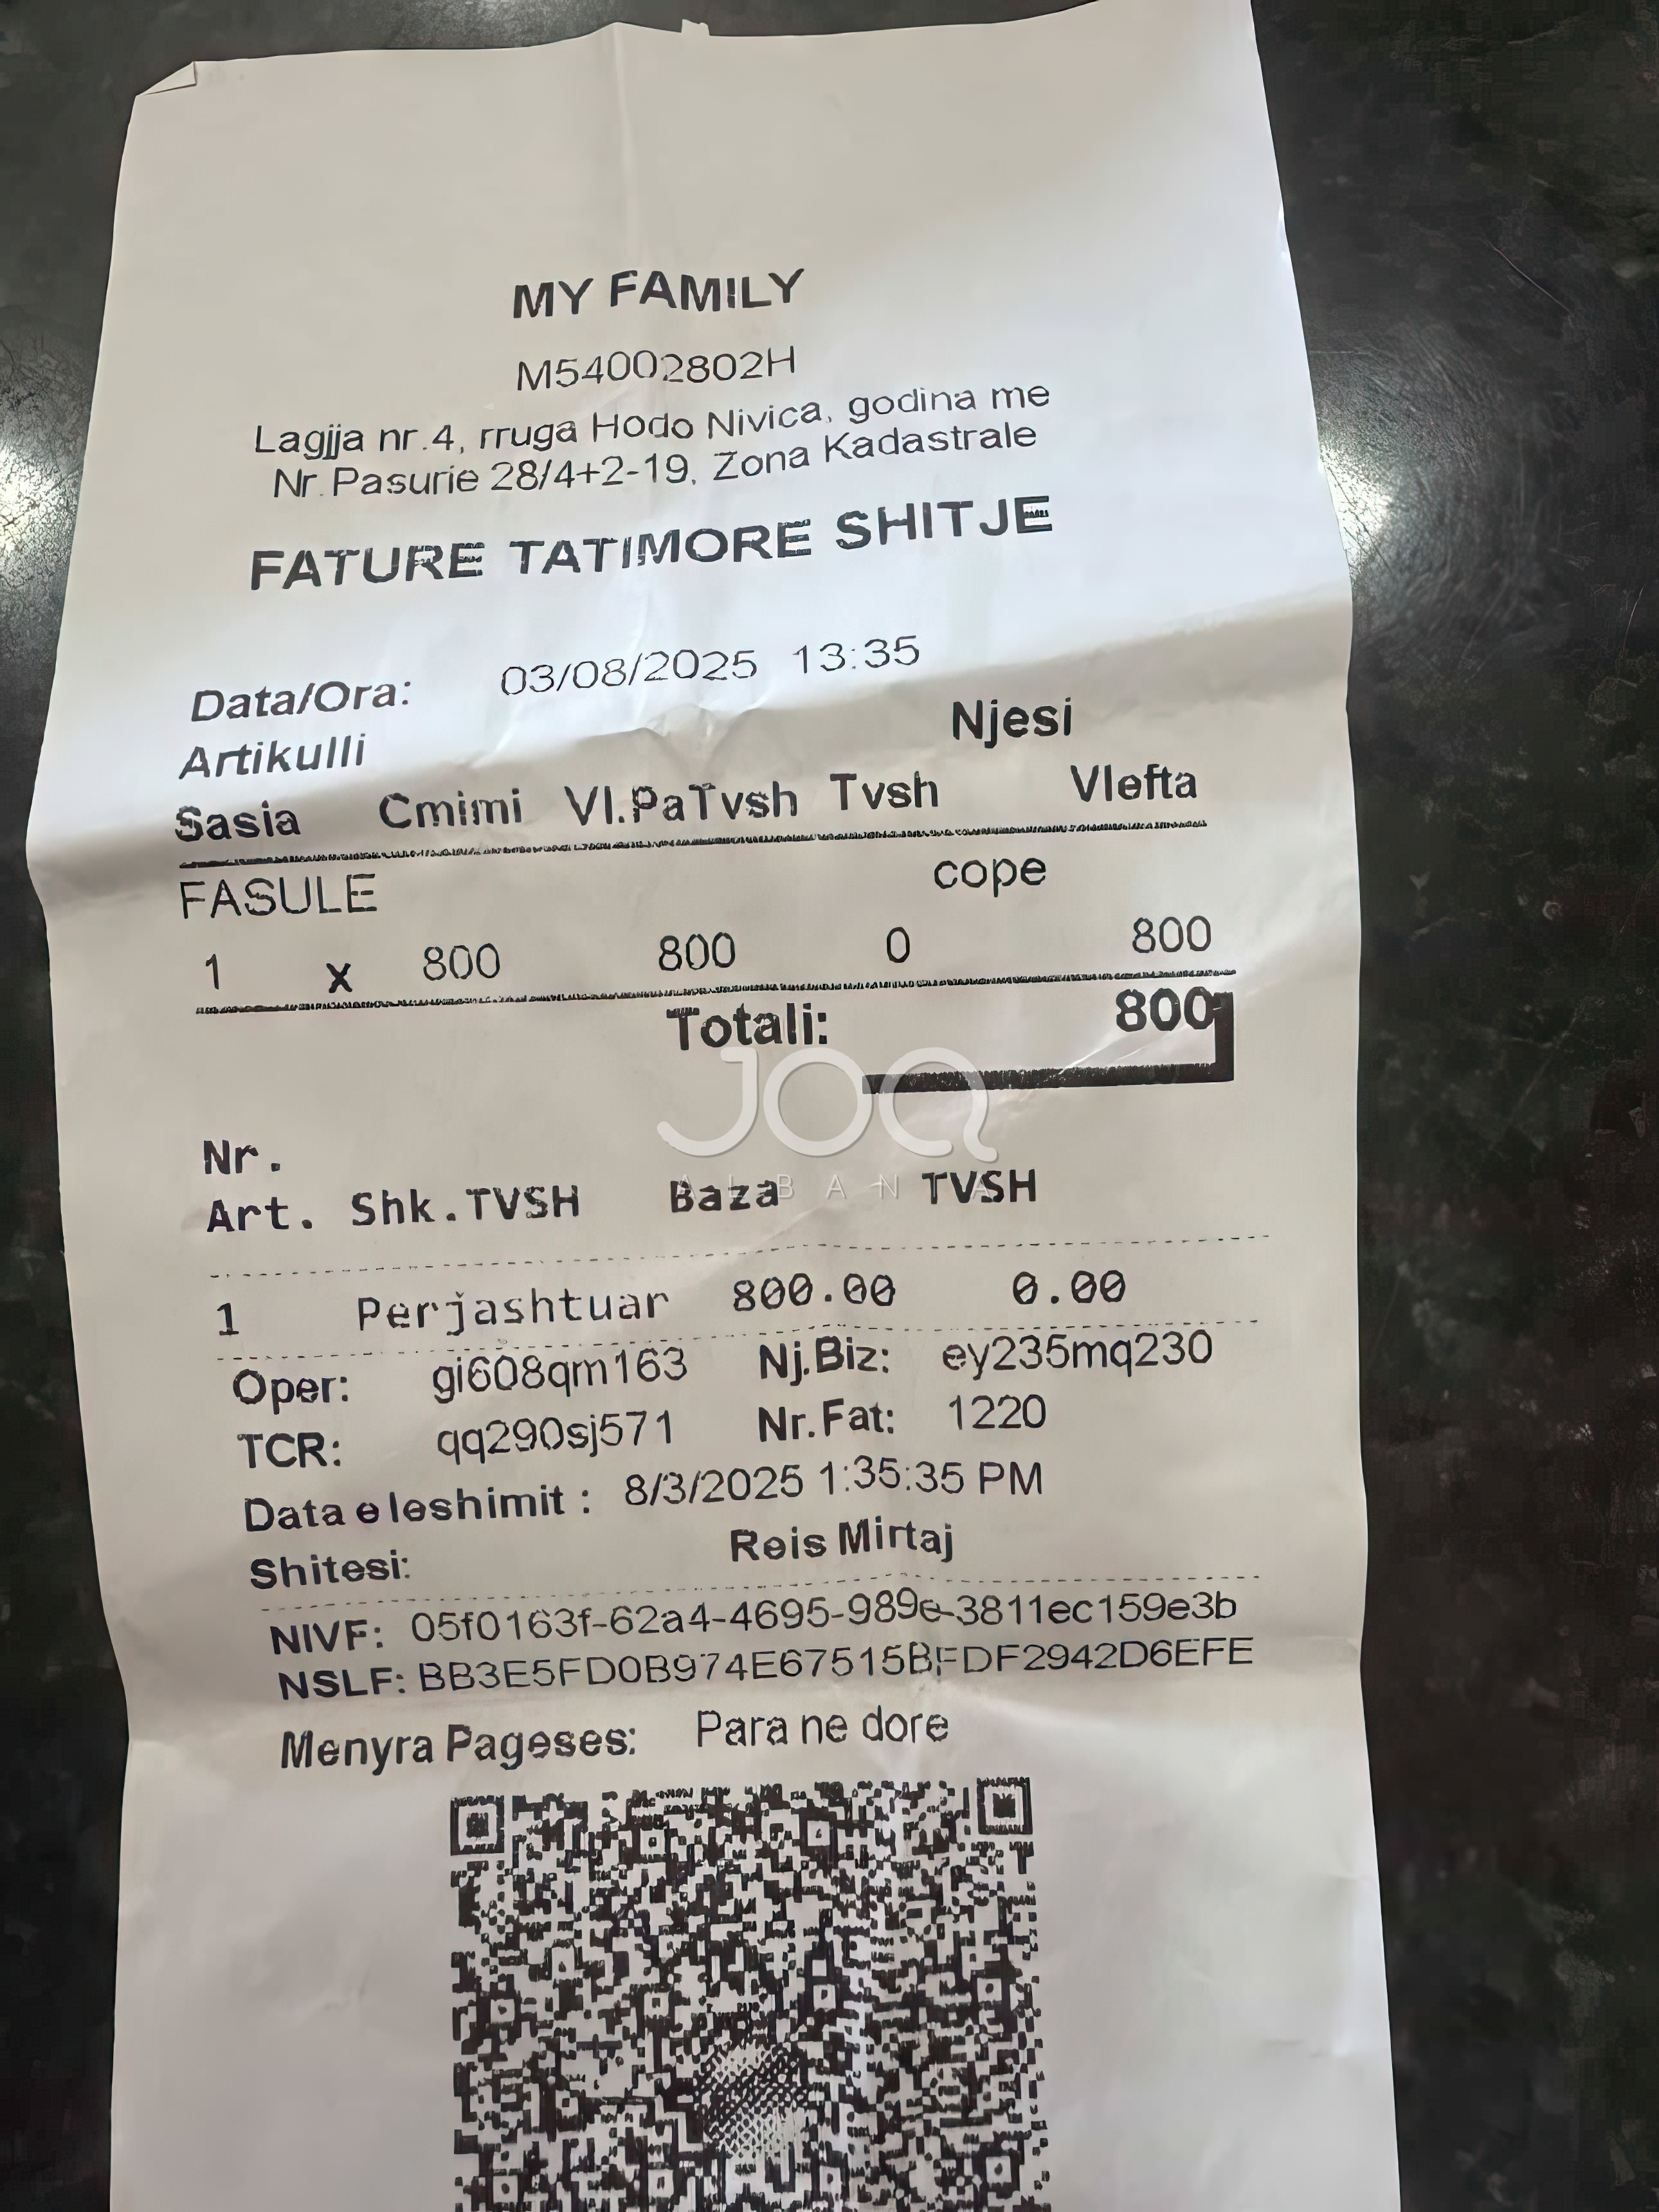 MY FAMILY
M54002802H
Lagjja nr.4, rruga Hodo Nivica, godina me
Nr.Pasurie 28/4+2-19, Zona Kadastrale
FATURE TATIMORE SHITJE
Data/Ora: 03/08/2025 13:35
Artikulli Njesi
Sasia Cmimi Vl.PaTvsh Tvsh Vlefta
FASULE cope
1 x 800 800 0 800
Totali: 800
JOQ
ALBANIA
Nr.
Art. Shk.TVSH Baza TVSH
1 Perjashtuar 800.00 0.00
Oper: gi608qm163 Nj.Biz: ey235mq230
TCR: qq290sj571 Nr.Fat: 1220
Data e leshimit : 8/3/2025 1:35:35 PM
Shitesi: Reis Mirtaj
NIVF: 05f0163f-62a4-4695-989e-3811ec159e3b
NSLF: BB3E5FD0B974E67515BFDF2942D6EFE
Menyra Pageses: Para ne dore